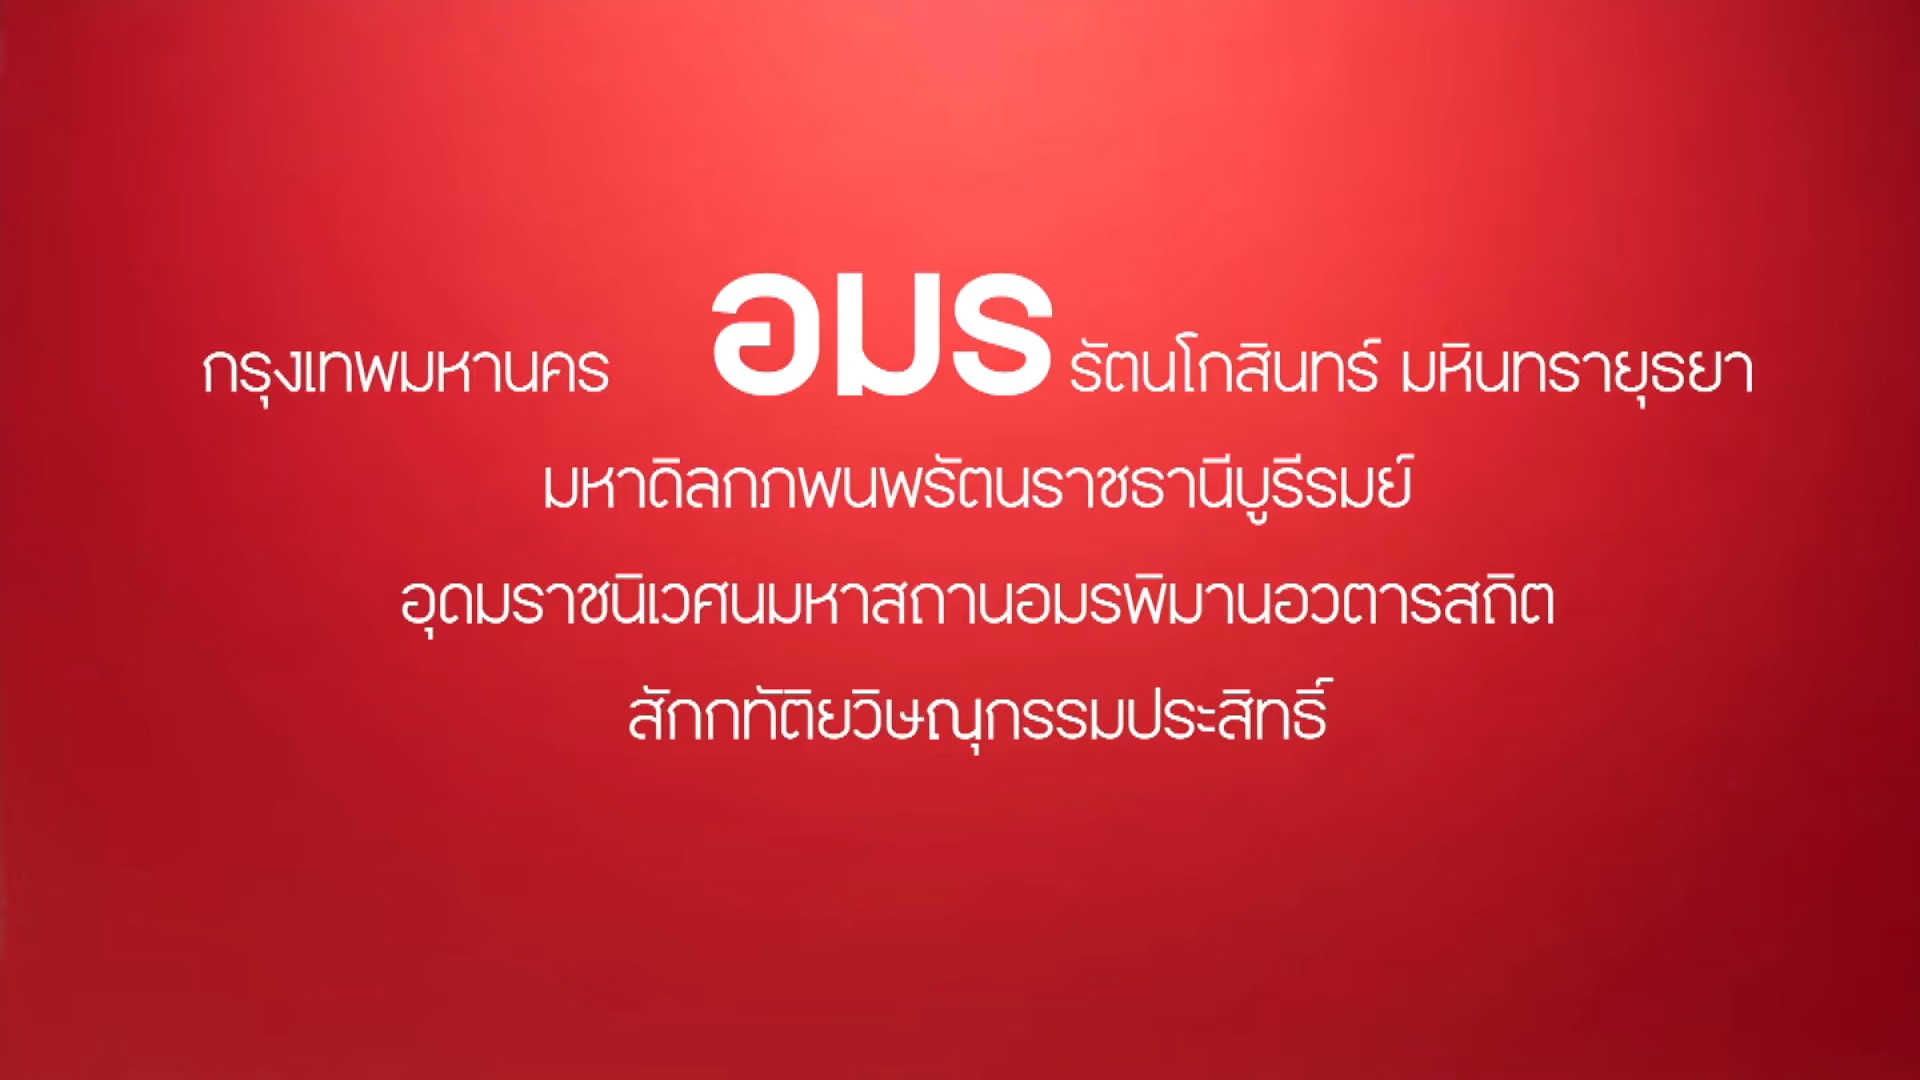 กรุงเทพมหานคร อมร รัตนโกสินทร์ มหินทรายุธยา
มหาดิลกภพนพรัตนราชธานีบูรีรมย์
อุดมราชนิเวศนมหาสถานอมรพิมานอวตารสถิต
สักกทัติยวิษณุกรรมประสิทธิ์